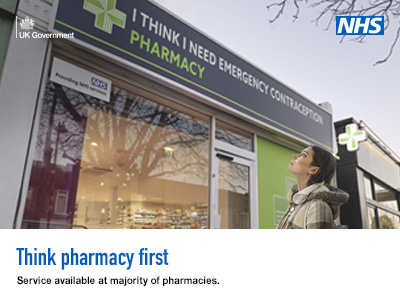 UK Government
NHS
I THINK I NEED EMERGENCY CONTRACEPTION
PHARMACY
Providing NHS services
Think pharmacy first
Service available at majority of pharmacies.